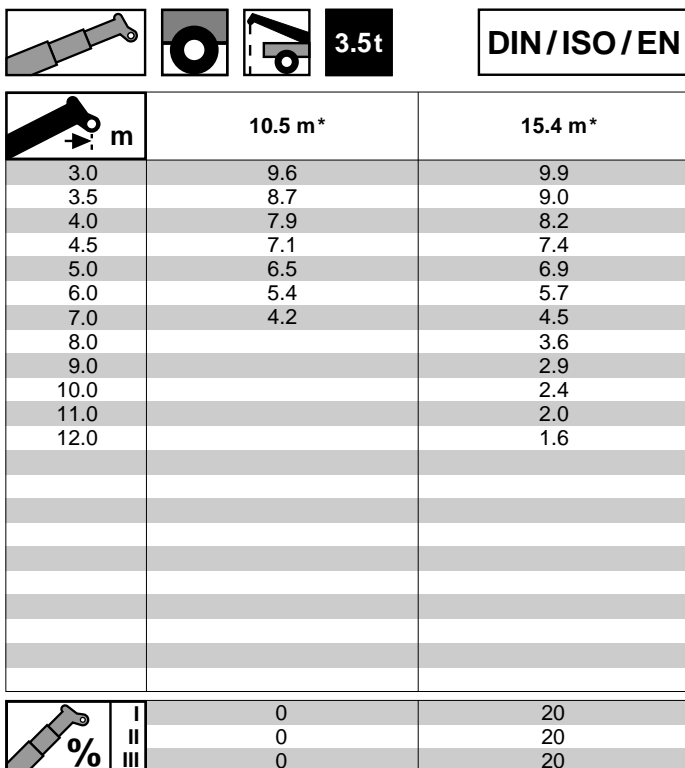 3.5t DIN/ISO/EN
m 10.5 m* 15.4 m*
3.0 9.6 9.9
3.5 8.7 9.0
4.0 7.9 8.2
4.5 7.1 7.4
5.0 6.5 6.9
6.0 5.4 5.7
7.0 4.2 4.5
8.0 3.6
9.0 2.9
10.0 2.4
11.0 2.0
12.0 1.6
I 0 20
II 0 20
% III 0 20